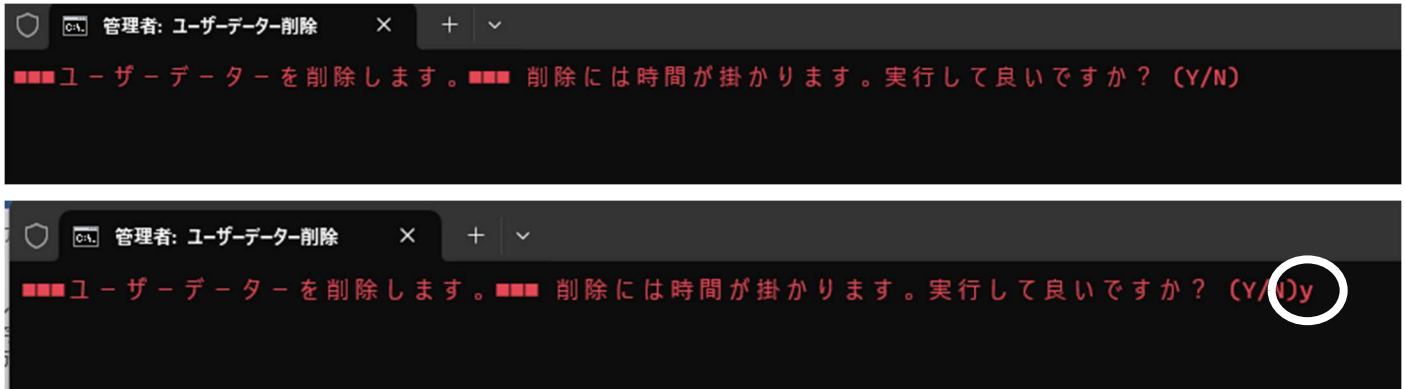 管理者: ユーザーデーター削除
■■■ユーザーデーターを削除します。■■■ 削除には時間が掛かります。実行して良いですか? (Y/N)
管理者: ユーザーデーター削除
■■■ユーザーデーターを削除します。■■■ 削除には時間が掛かります。実行して良いですか? (Y/N)y